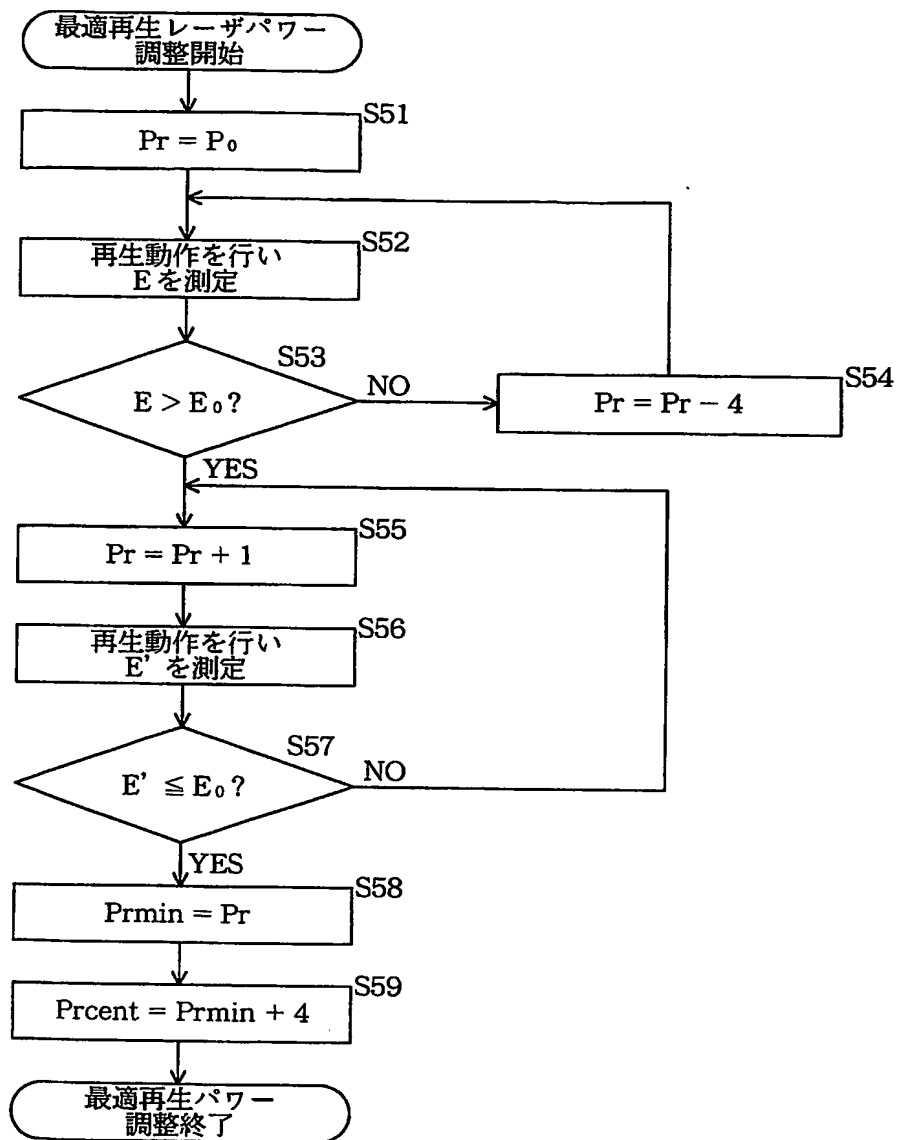 最適再生レーザパワー
調整開始
S51
Pr = P₀
S52
再生動作を行い
Eを測定
S53
E > E₀?
NO
S54
Pr = Pr − 4
YES
S55
Pr = Pr + 1
S56
再生動作を行い
E' を測定
S57
E' ≦ E₀?
NO
YES
S58
Prmin = Pr
S59
Prcent = Prmin + 4
最適再生パワー
調整終了